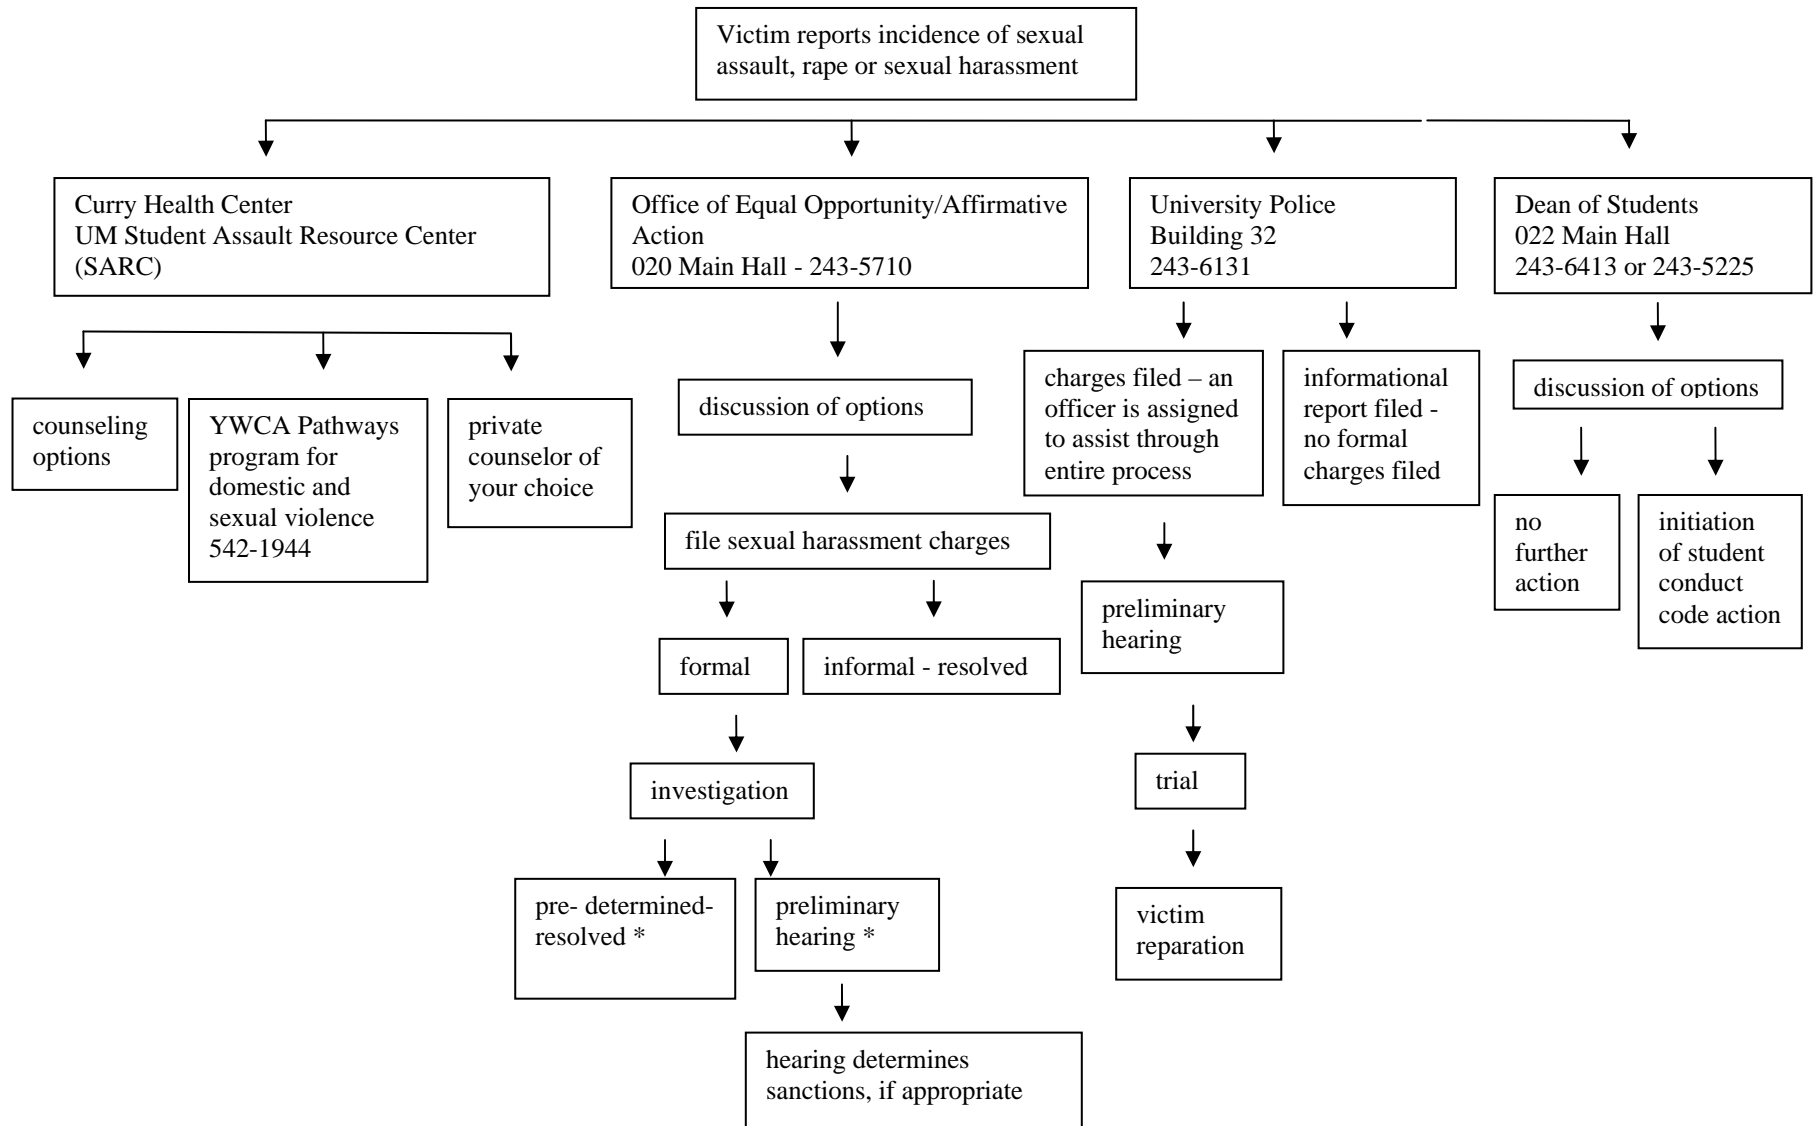 Victim reports incidence of sexual
assault, rape or sexual harassment
Curry Health Center
UM Student Assault Resource Center
(SARC)
Office of Equal Opportunity/Affirmative
Action
020 Main Hall - 243-5710
University Police
Building 32
243-6131
Dean of Students
022 Main Hall
243-6413 or 243-5225
counseling
options
YWCA Pathways
program for
domestic and
sexual violence
542-1944
private
counselor of
your choice
discussion of options
file sexual harassment charges
formal
informal - resolved
investigation
pre- determined-
resolved *
preliminary
hearing *
hearing determines
sanctions, if appropriate
charges filed – an
officer is assigned
to assist through
entire process
informational
report filed -
no formal
charges filed
preliminary
hearing
trial
victim
reparation
discussion of options
no
further
action
initiation
of student
conduct
code action